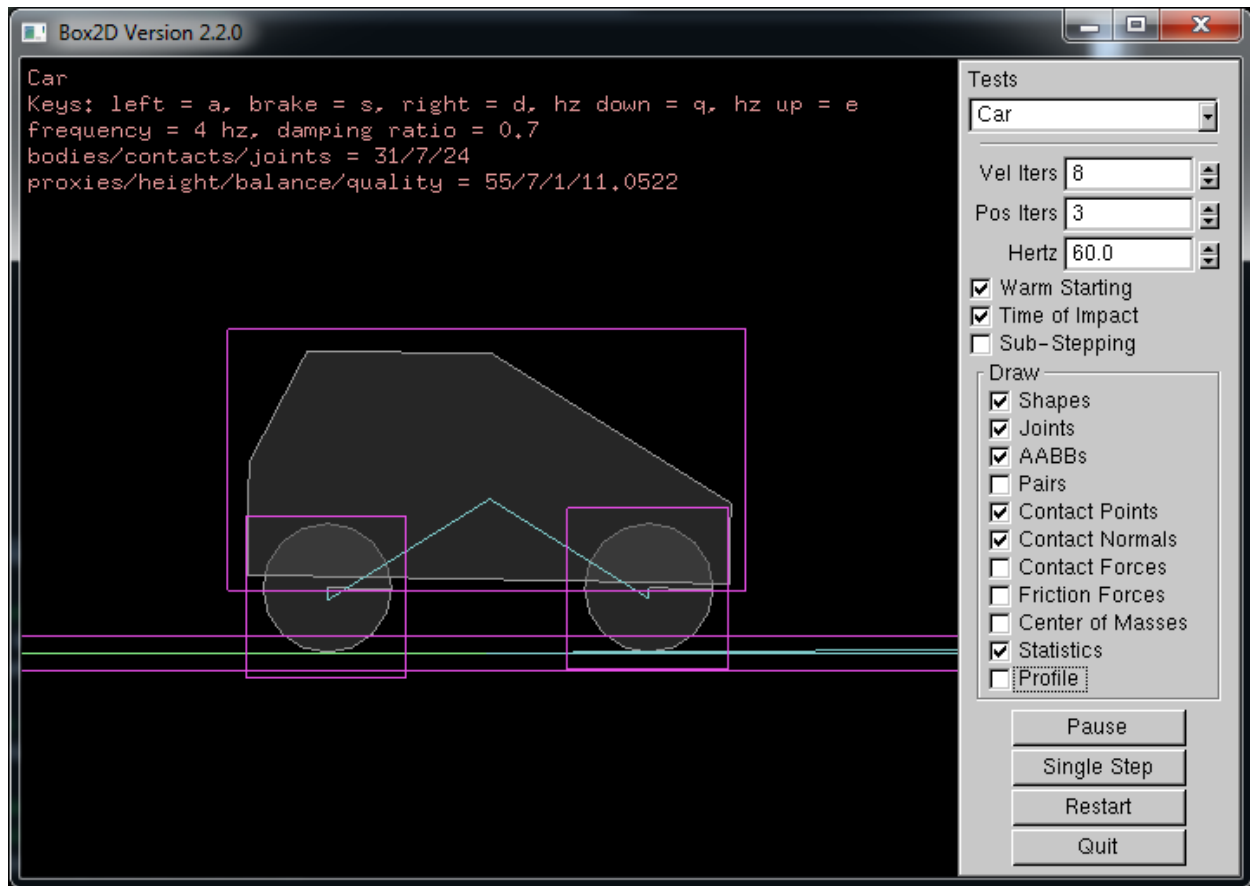 Box2D Version 2.2.0
Car
Keys: left = a, brake = s, right = d, hz down = q, hz up = e
frequency = 4 hz, damping ratio = 0.7
bodies/contacts/joints = 31/7/24
proxies/height/balance/quality = 55/7/1/11.0522
Tests
Car
Vel Iters 8
Pos Iters 3
Hertz 60.0
Warm Starting
Time of Impact
Sub-Stepping
Draw
Shapes
Joints
AABBs
Pairs
Contact Points
Contact Normals
Contact Forces
Friction Forces
Center of Masses
Statistics
Profile
Pause
Single Step
Restart
Quit